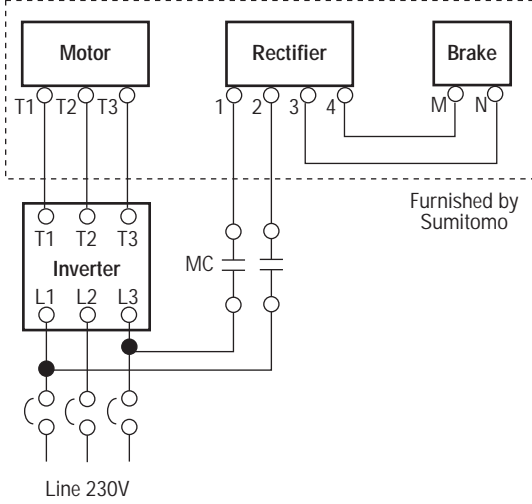 Motor Rectifier Brake
T1 T2 T3 1 2 3 4 M N
Furnished by
Sumitomo
T1 T2 T3
Inverter
MC
L1 L2 L3
Line 230V